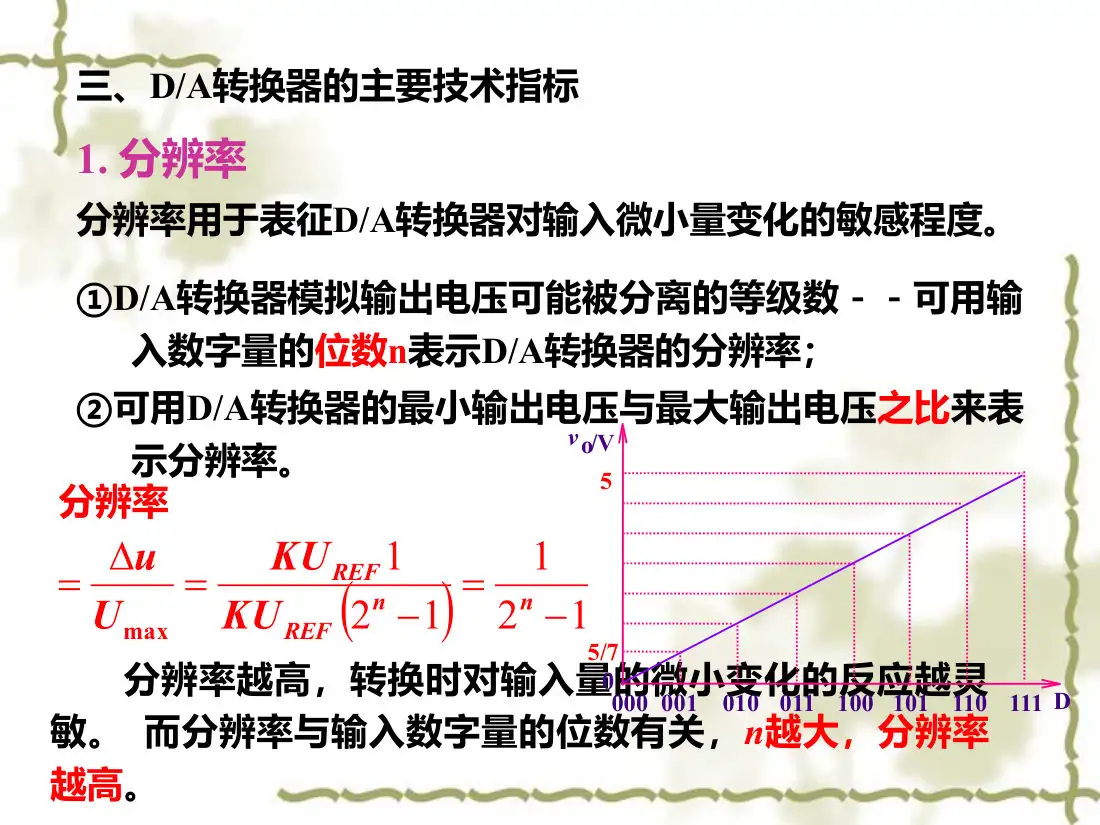 三、D/A转换器的主要技术指标
1. 分辨率
分辨率用于表征D/A转换器对输入微小量变化的敏感程度。
①D/A转换器模拟输出电压可能被分离的等级数－－可用输
入数字量的位数n表示D/A转换器的分辨率；
②可用D/A转换器的最小输出电压与最大输出电压之比来表
示分辨率。
分辨率
= Δu / Umax = KU_REF 1 / KU_REF (2^n − 1) = 1 / 2^n − 1
vo/V
5
5/7
0
000 001 010 011 100 101 110 111 D
分辨率越高，转换时对输入量的微小变化的反应越灵
敏。 而分辨率与输入数字量的位数有关，n越大，分辨率
越高。